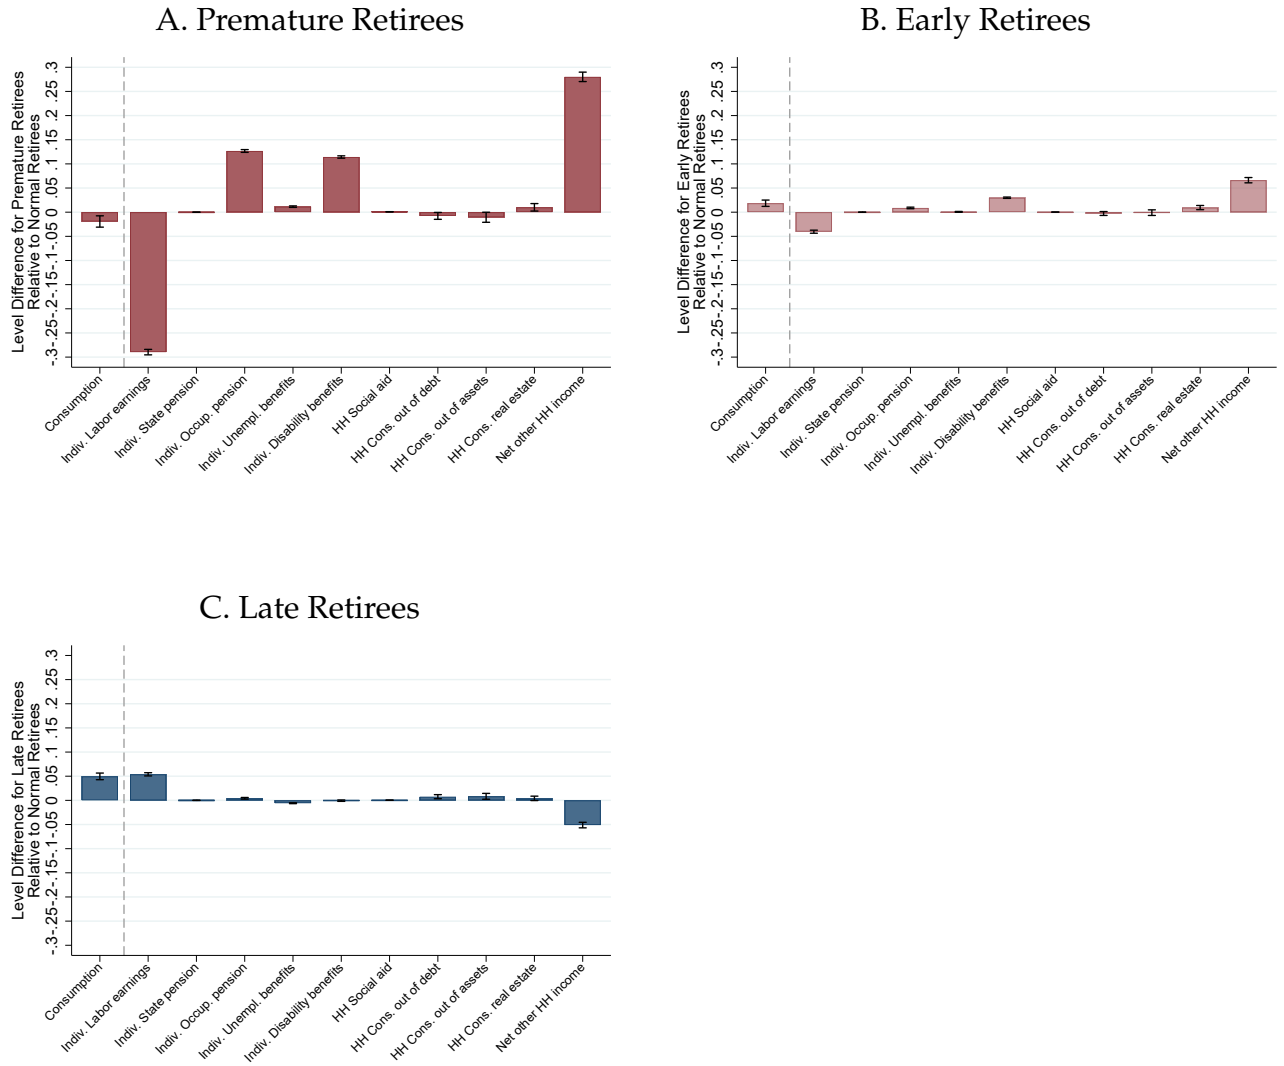 A. Premature Retirees
Level Difference for Premature Retirees
Relative to Normal Retirees
-.3-.25-.2-.15-.1-.05 0 .05 .1 .15 .2 .25 .3
Consumption
Indiv. Labor earnings
Indiv. State pension
Indiv. Occup. pension
Indiv. Unempl. benefits
Indiv. Disability benefits
HH Social aid
HH Cons. out of debt
HH Cons. out of assets
HH Cons. real estate
Net other HH income
B. Early Retirees
Level Difference for Early Retirees
Relative to Normal Retirees
-.3-.25-.2-.15-.1-.05 0 .05 .1 .15 .2 .25 .3
Consumption
Indiv. Labor earnings
Indiv. State pension
Indiv. Occup. pension
Indiv. Unempl. benefits
Indiv. Disability benefits
HH Social aid
HH Cons. out of debt
HH Cons. out of assets
HH Cons. real estate
Net other HH income
C. Late Retirees
Level Difference for Late Retirees
Relative to Normal Retirees
-.3-.25-.2-.15-.1-.05 0 .05 .1 .15 .2 .25 .3
Consumption
Indiv. Labor earnings
Indiv. State pension
Indiv. Occup. pension
Indiv. Unempl. benefits
Indiv. Disability benefits
HH Social aid
HH Cons. out of debt
HH Cons. out of assets
HH Cons. real estate
Net other HH income